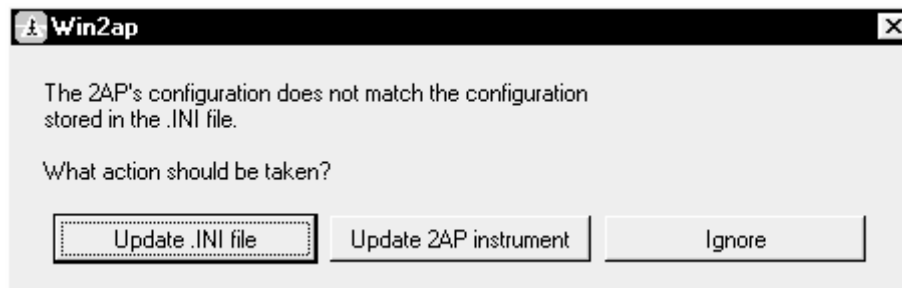 Win2ap
The 2AP's configuration does not match the configuration
stored in the .INI file.
What action should be taken?
Update .INI file
Update 2AP instrument
Ignore